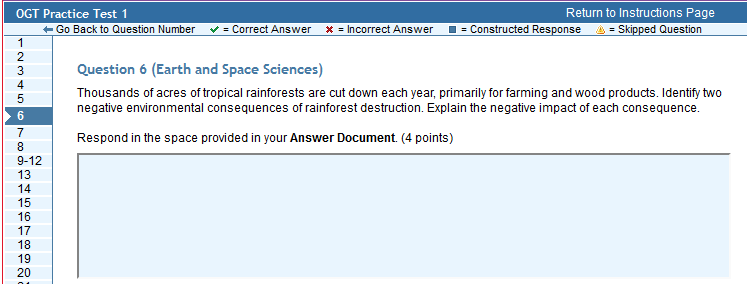 OGT Practice Test 1
Return to Instructions Page
Go Back to Question Number = Correct Answer = Incorrect Answer = Constructed Response = Skipped Question
1
2
3
4
5
6
7
8
9-12
13
14
15
16
17
18
19
20
Question 6 (Earth and Space Sciences)
Thousands of acres of tropical rainforests are cut down each year, primarily for farming and wood products. Identify two
negative environmental consequences of rainforest destruction. Explain the negative impact of each consequence.
Respond in the space provided in your Answer Document. (4 points)